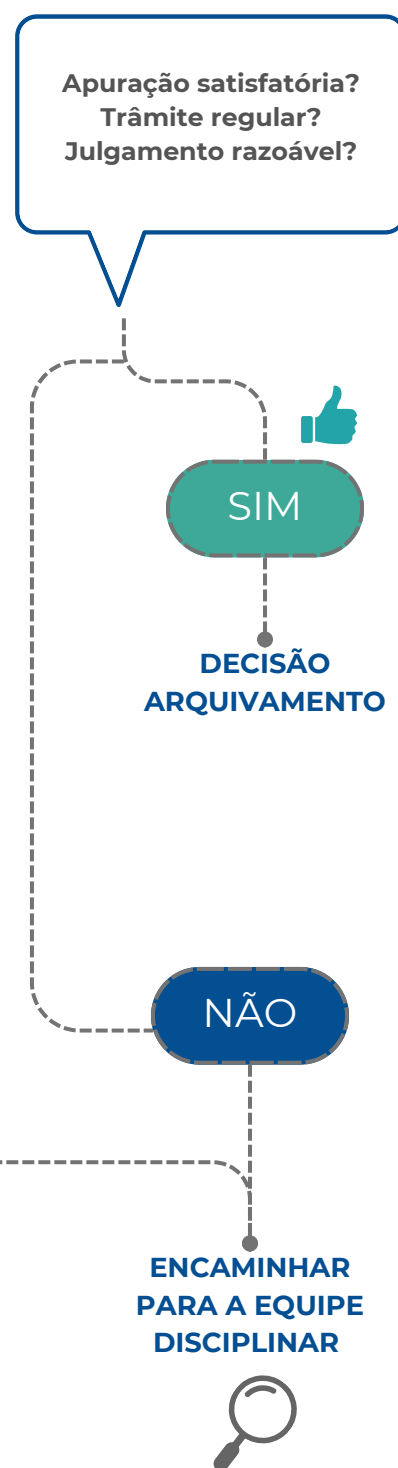 Apuração satisfatória?
Trâmite regular?
Julgamento razoável?
SIM
DECISÃO
ARQUIVAMENTO
NÃO
ENCAMINHAR
PARA A EQUIPE
DISCIPLINAR